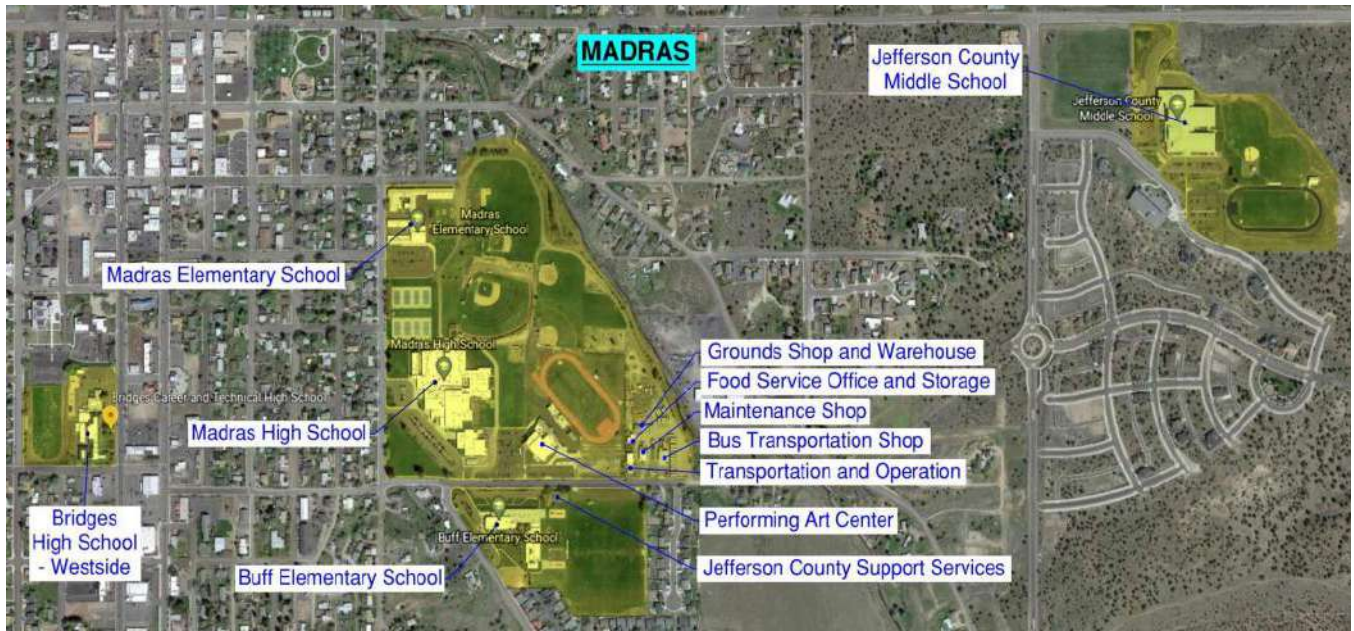 MADRAS
Jefferson County
Middle School
Jefferson County
Middle School
Madras
Elementary School
Madras Elementary School
Madras High School
Grounds Shop and Warehouse
Food Service Office and Storage
Maintenance Shop
Bus Transportation Shop
Transportation and Operation
Bridges Career and Technical High School
Madras High School
Bridges
High School
- Westside
Performing Art Center
Buff Elementary School
Jefferson County Support Services
Buff Elementary School